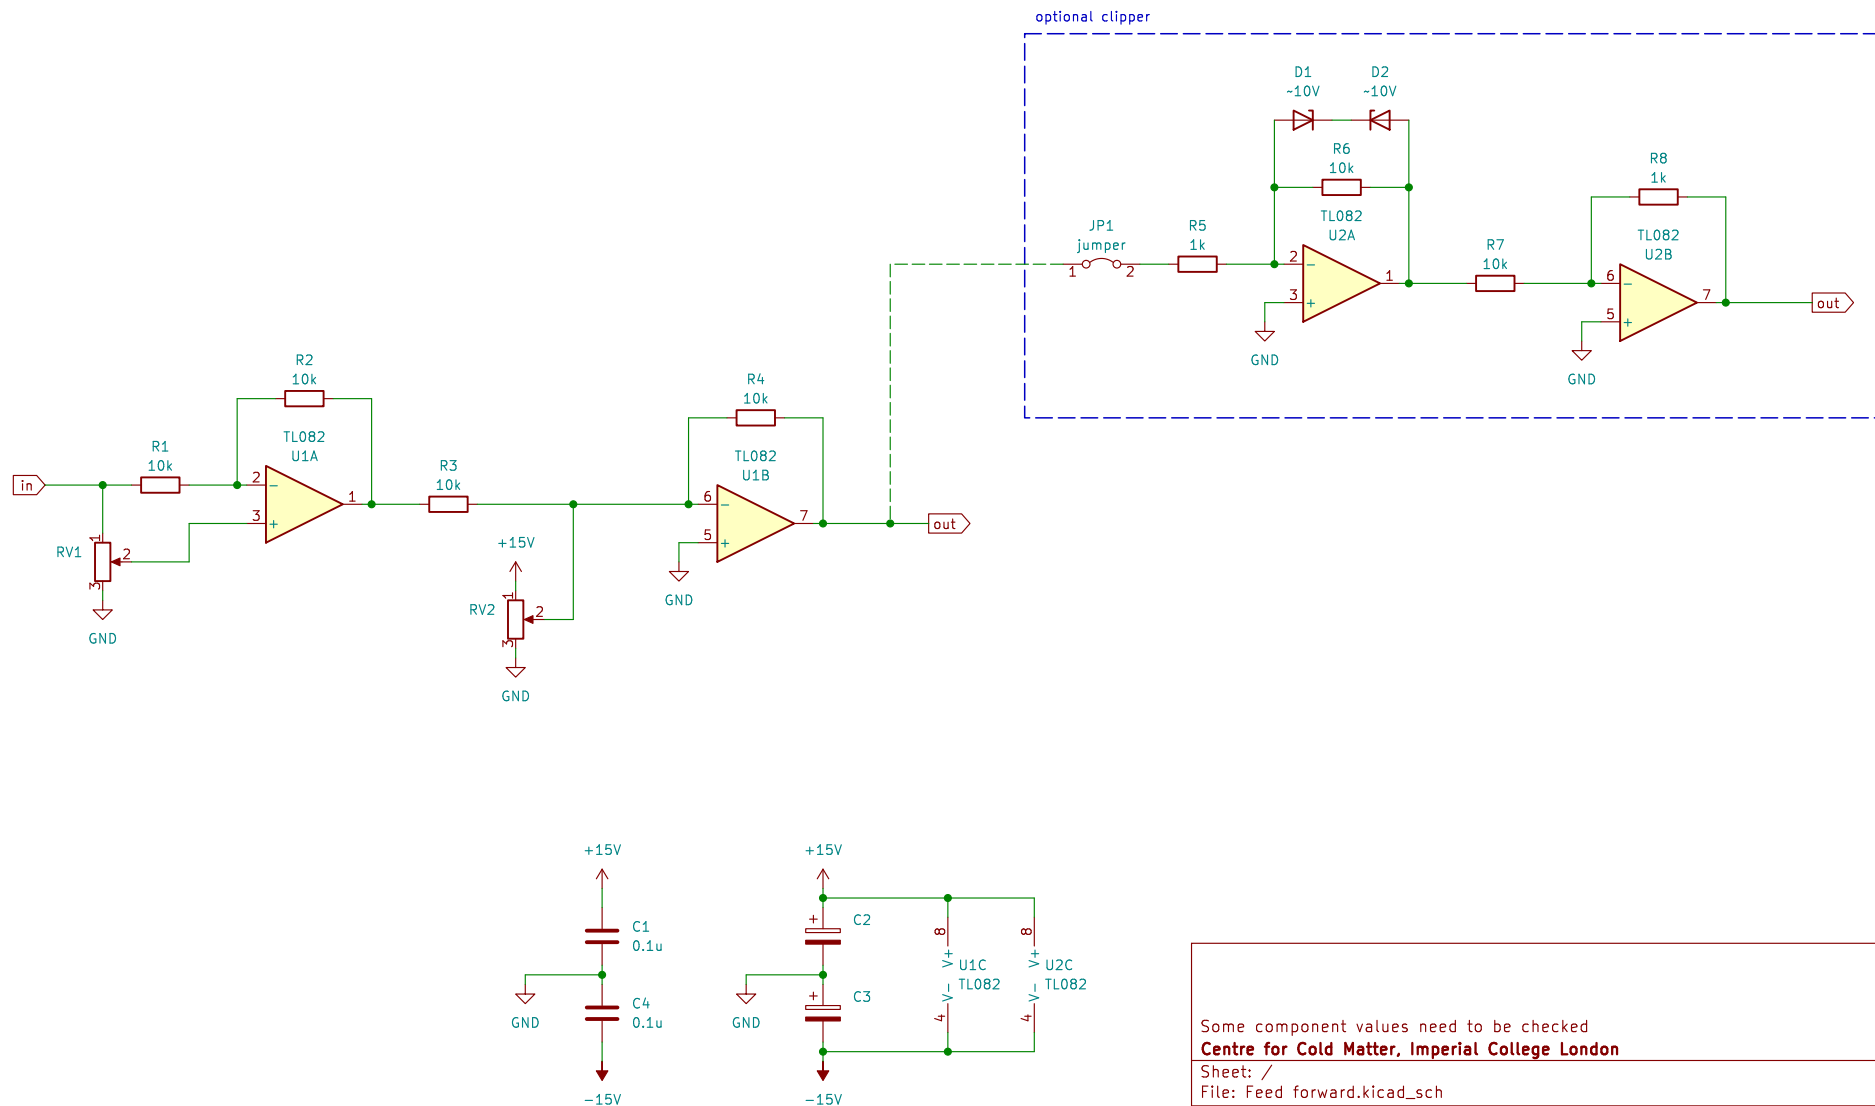 optional clipper
D1
~10V
D2
~10V
R6
10k
TL082
U2A
2
3
1
−
+
JP1
jumper
1
2
R5
1k
GND
R7
10k
R8
1k
TL082
U2B
6
5
7
−
+
out
GND
in
R1
10k
R2
10k
TL082
U1A
2
3
1
−
+
RV1
1
2
3
GND
R3
10k
+15V
RV2
1
2
3
GND
R4
10k
TL082
U1B
6
5
7
−
+
GND
out
+15V
C1
0.1u
GND
C4
0.1u
−15V
+15V
+
C2
GND
+
C3
−15V
8
V+
U1C
TL082
V−
4
8
V+
U2C
TL082
V−
4
Some component values need to be checked
Centre for Cold Matter, Imperial College London
Sheet: /
File: Feed forward.kicad_sch